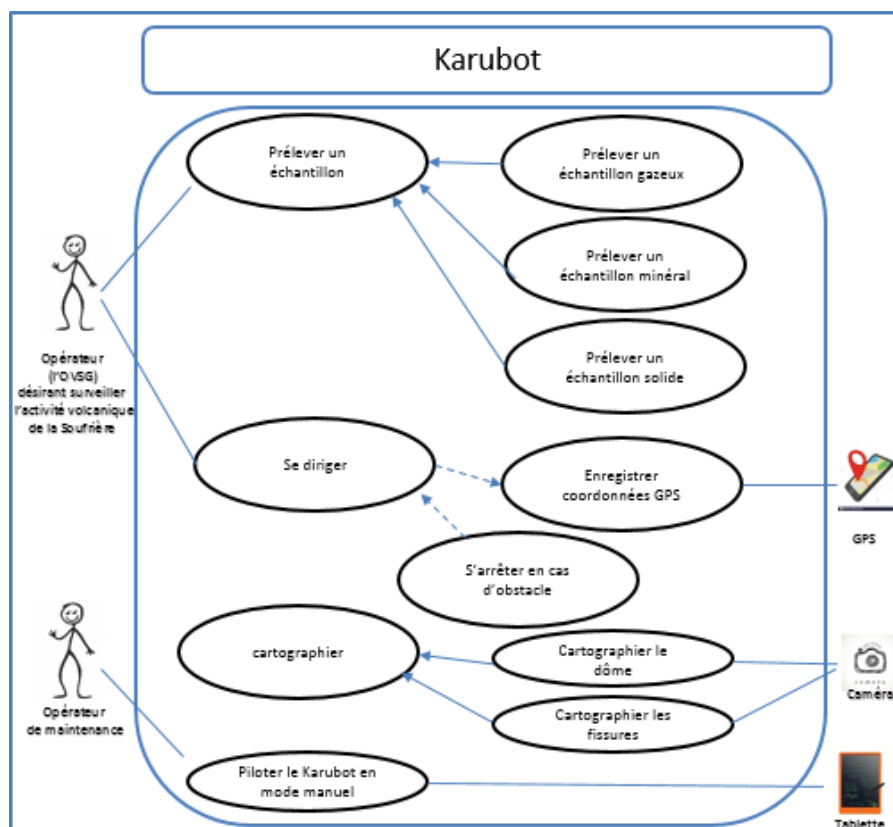 Karubot
Prélever un
échantillon
Prélever un
échantillon gazeux
Prélever un
échantillon minéral
Prélever un
échantillon solide
Opérateur
(l'OVSG)
désirant surveiller
l'activité volcanique
de la Soufrière
Se diriger
Enregistrer
coordonnées GPS
GPS
S'arrêter en cas
d'obstacle
cartographier
Cartographier le
dôme
Cartographier les
fissures
Caméra
Opérateur
de maintenance
Piloter le Karubot en
mode manuel
Tablette